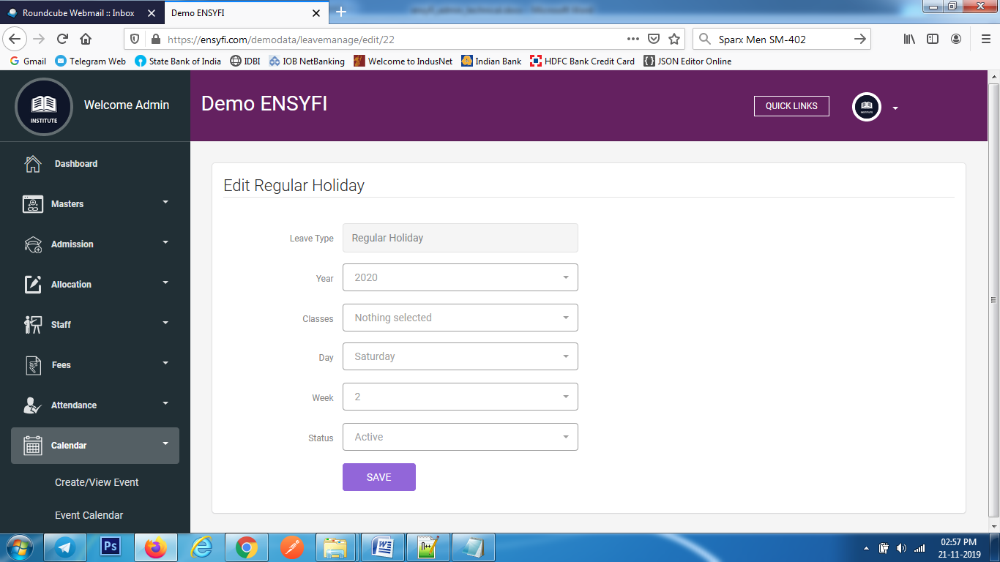 Roundcube Webmail :: Inbox
Demo ENSYFI
https://ensyfi.com/demodata/leavemanage/edit/22
Sparx Men SM-402
Gmail
Telegram Web
State Bank of India
IDBI
IOB NetBanking
Welcome to IndusNet
Indian Bank
HDFC Bank Credit Card
JSON Editor Online
INSTITUTE
Welcome Admin
Demo ENSYFI
QUICK LINKS
Dashboard
Masters
Admission
Allocation
Staff
Fees
Attendance
Calendar
Create/View Event
Event Calendar
Edit Regular Holiday
Leave Type
Regular Holiday
Year
2020
Classes
Nothing selected
Day
Saturday
Week
2
Status
Active
SAVE
Ps
02:57 PM
21-11-2019